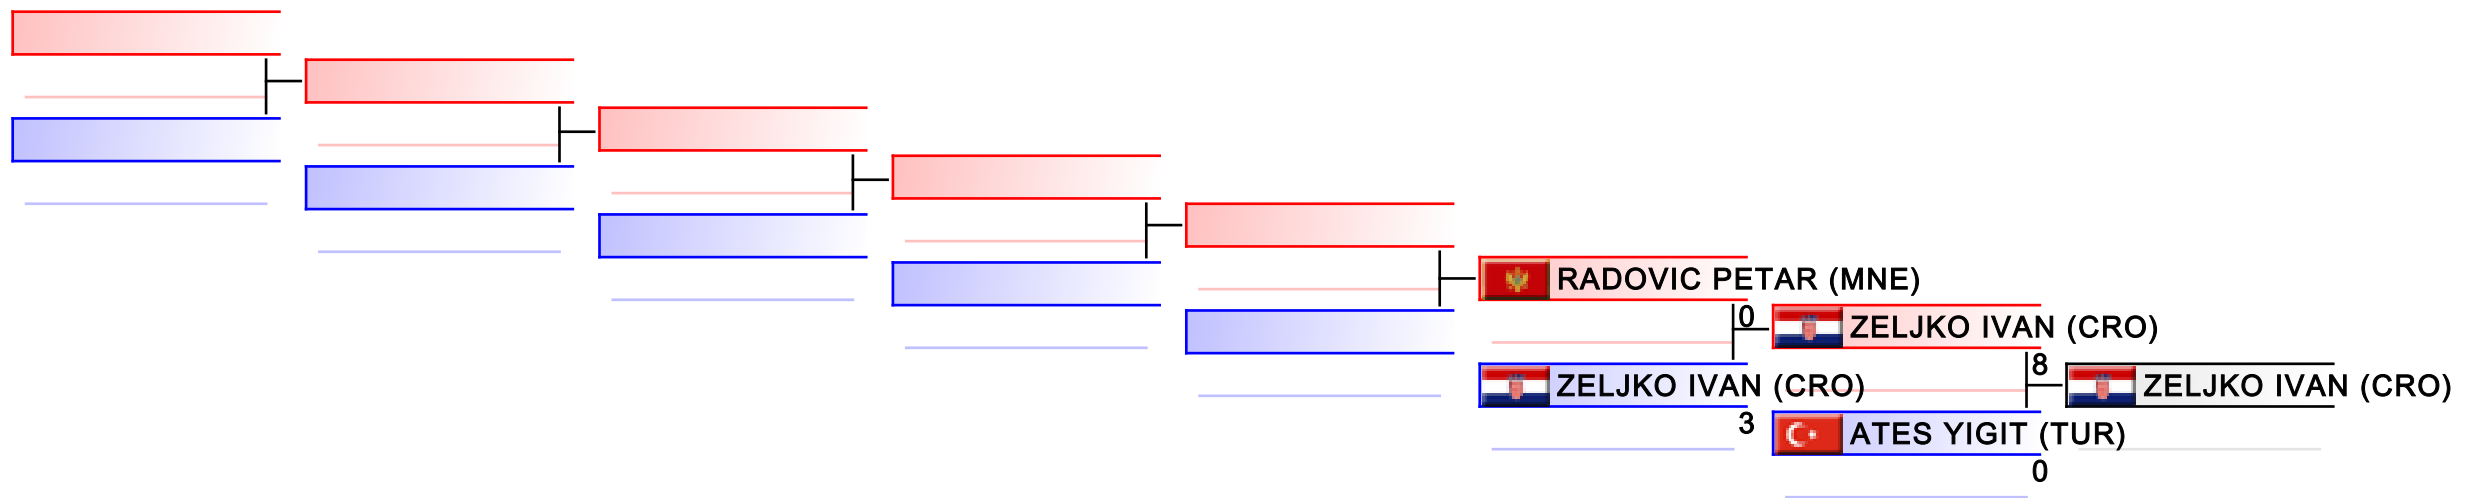 RADOVIC PETAR (MNE)
0
ZELJKO IVAN (CRO)
8
ZELJKO IVAN (CRO)
ZELJKO IVAN (CRO)
3
ATES YIGIT (TUR)
0